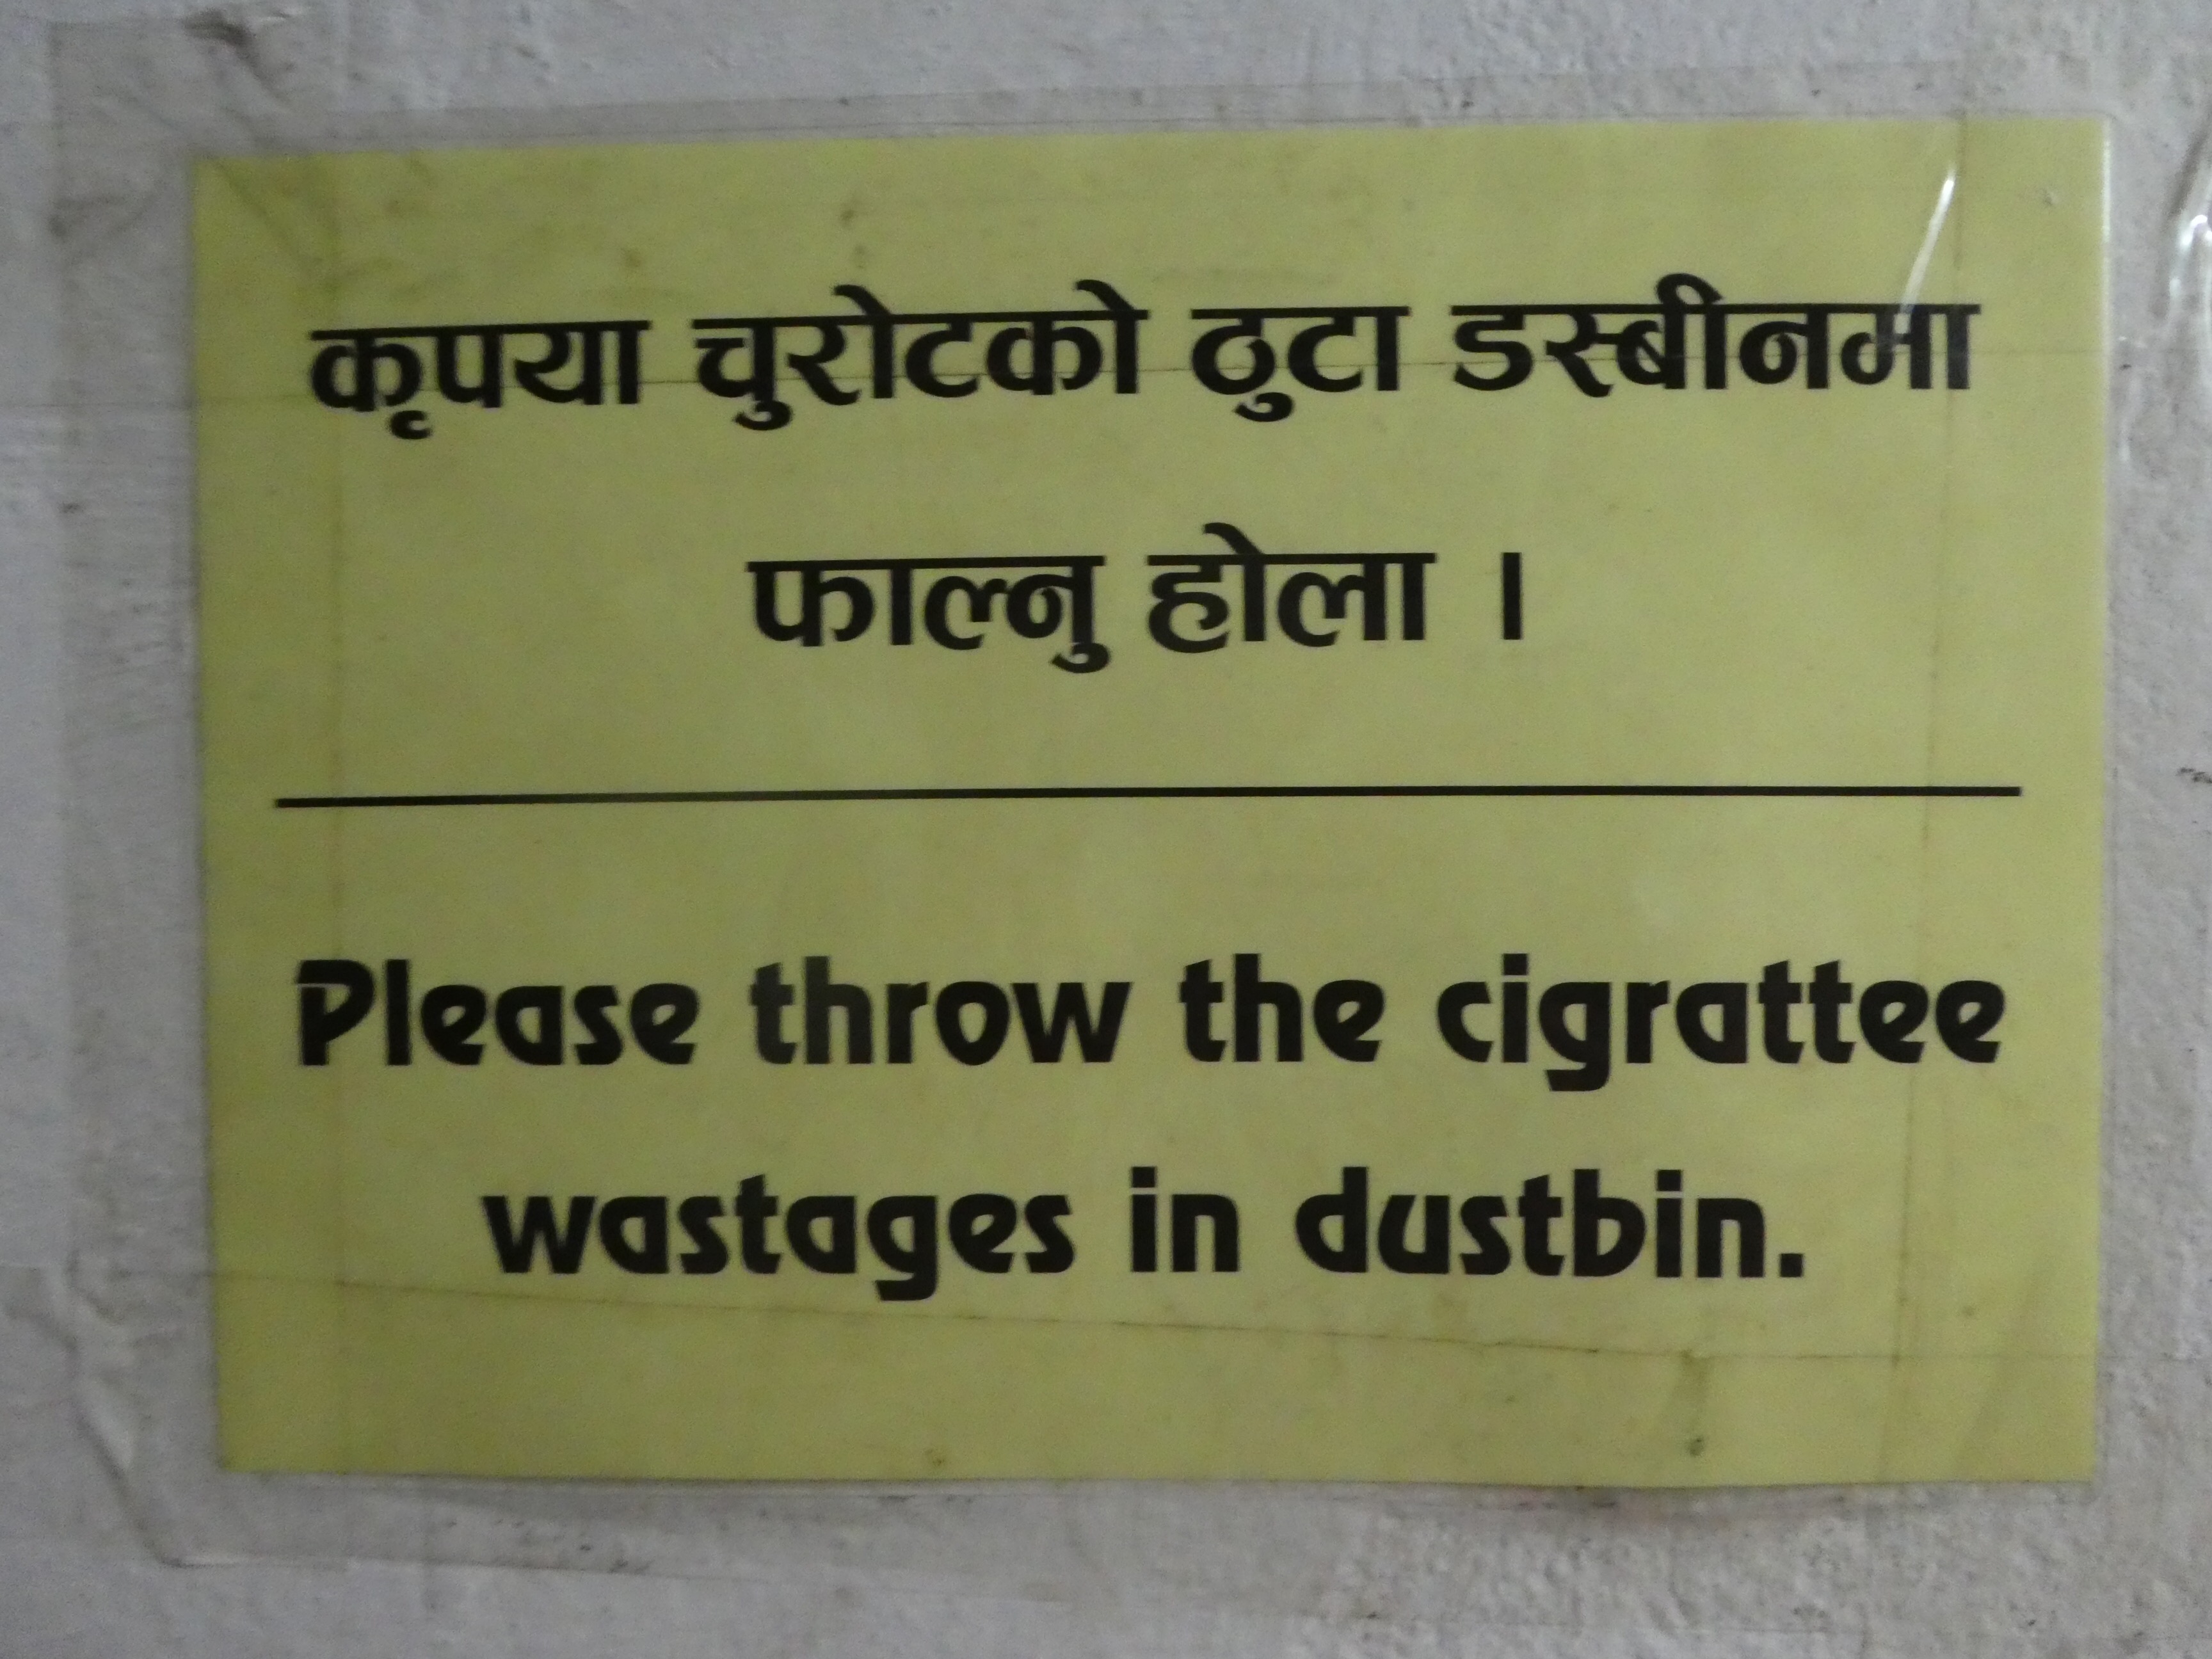 कृपया चुरोटको ठुटा डस्बीनमा
फाल्नु होला ।
Please throw the cigrattee
wastages in dustbin.